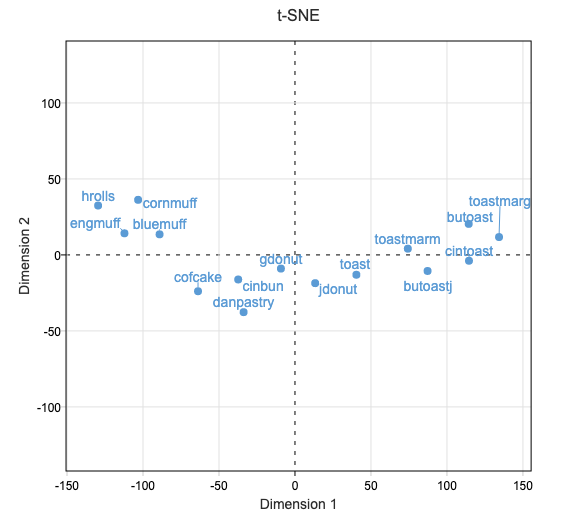 t-SNE
100
50
0
-50
-100
Dimension 2
hrolls
cornmuff
engmuff
bluemuff
toastmarg
butoast
toastmarm
cintoast
gdonut
toast
cofcake
cinbun
jdonut
butoastj
danpastry
-150
-100
-50
0
50
100
150
Dimension 1